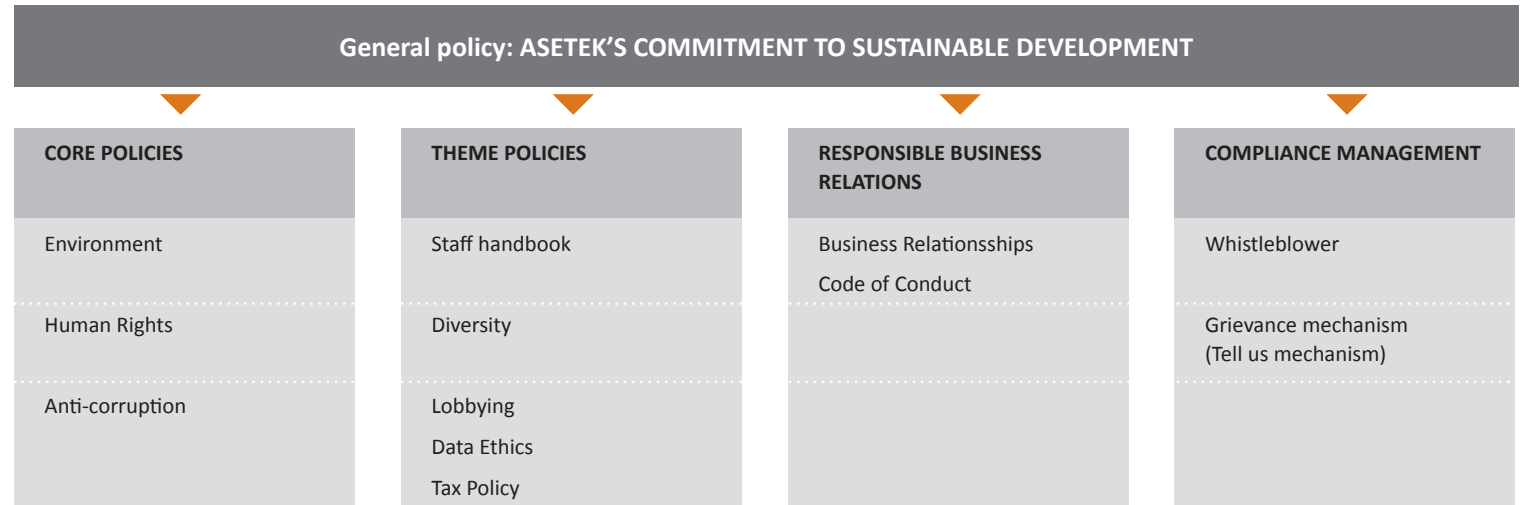 General policy: ASETEK'S COMMITMENT TO SUSTAINABLE DEVELOPMENT
CORE POLICIES
Environment
Human Rights
Anti-corruption
THEME POLICIES
Staff handbook
Diversity
Lobbying
Data Ethics
Tax Policy
RESPONSIBLE BUSINESS
RELATIONS
Business Relationsships
Code of Conduct
COMPLIANCE MANAGEMENT
Whistleblower
Grievance mechanism
(Tell us mechanism)